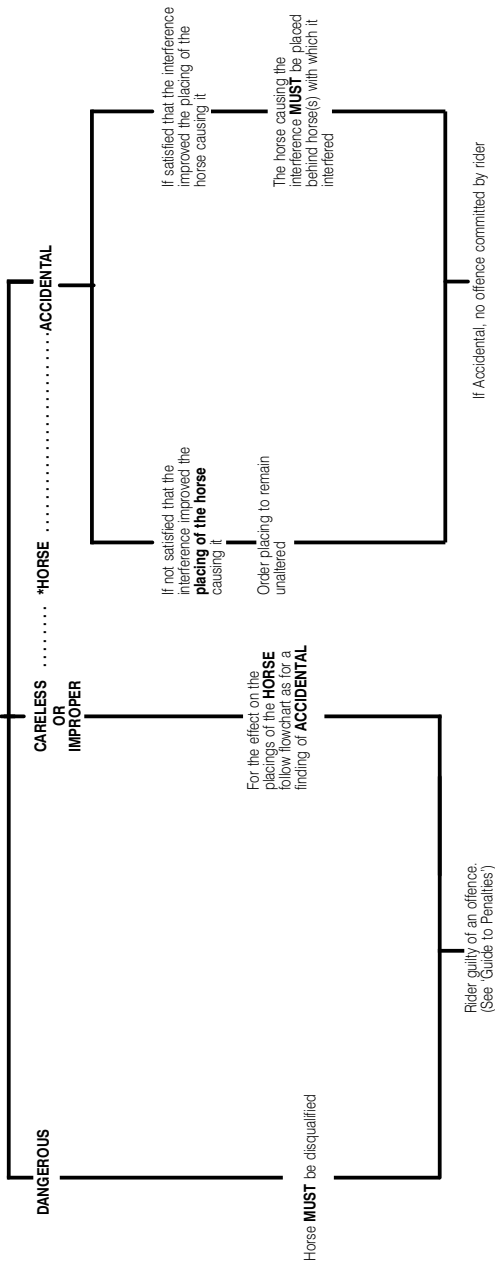 DANGEROUS
CARELESS ........ *HORSE ..............................ACCIDENTAL
OR
IMPROPER
If not satisfied that the
interference improved the
placing of the horse
causing it
If satisfied that the interference
improved the placing of the
horse causing it
For the effect on the
placings of the HORSE
follow flowchart as for a
finding of ACCIDENTAL
Order placing to remain
unaltered
The horse causing the
interference MUST be placed
behind horse(s) with which it
interfered
Horse MUST be disqualified
Rider guilty of an offence.
(See 'Guide to Penalties')
If Accidental, no offence committed by rider